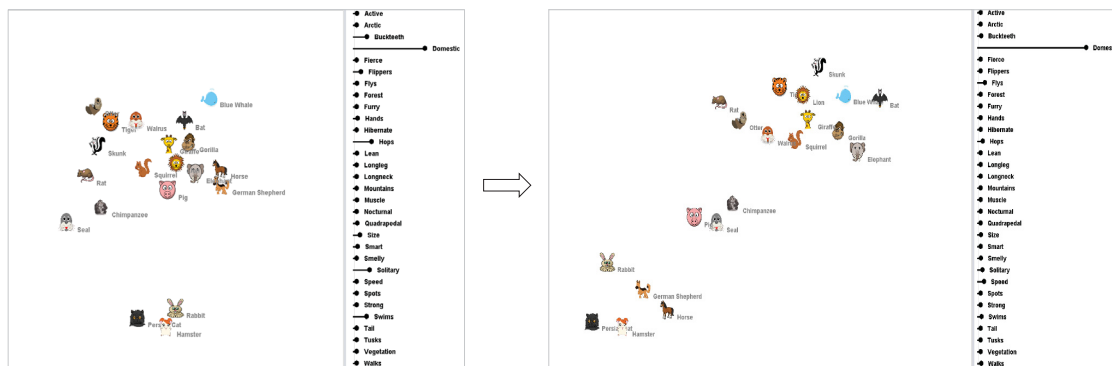 Blue Whale
Tiger
Walrus
Bat
Skunk
Gorilla
Squirrel
Horse
Rat
German Shepherd
Pig
Chimpanzee
Seal
Rabbit
Hamster
Active
Arctic
Buckteeth
Domestic
Fierce
Flippers
Flys
Forest
Furry
Hands
Hibernate
Hops
Lean
Longleg
Longneck
Mountains
Muscle
Nocturnal
Quadrapedal
Size
Smart
Smelly
Solitary
Speed
Spots
Strong
Swims
Tail
Tusks
Vegetation
Walks
Skunk
Lion
Bat
Rat
Giraffe
Otter
Gorilla
Squirrel
Elephant
Chimpanzee
Seal
Rabbit
German Shepherd
Horse
Hamster
Active
Arctic
Buckteeth
Domes
Fierce
Flippers
Flys
Forest
Furry
Hands
Hibernate
Hops
Lean
Longleg
Longneck
Mountains
Muscle
Nocturnal
Quadrapedal
Size
Smart
Smelly
Solitary
Speed
Spots
Strong
Swims
Tail
Tusks
Vegetation
Walks